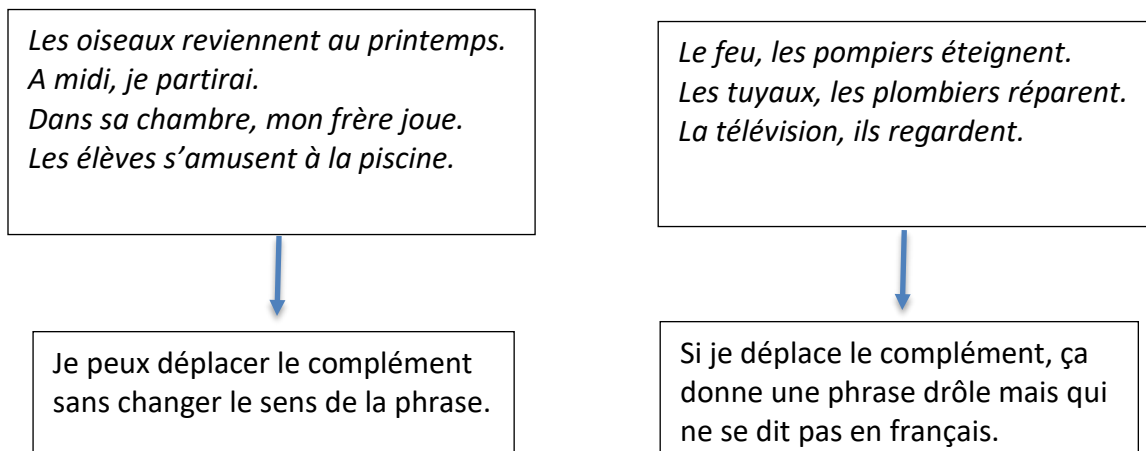 Les oiseaux reviennent au printemps.
A midi, je partirai.
Dans sa chambre, mon frère joue.
Les élèves s’amusent à la piscine.
Le feu, les pompiers éteignent.
Les tuyaux, les plombiers réparent.
La télévision, ils regardent.
Je peux déplacer le complément
sans changer le sens de la phrase.
Si je déplace le complément, ça
donne une phrase drôle mais qui
ne se dit pas en français.